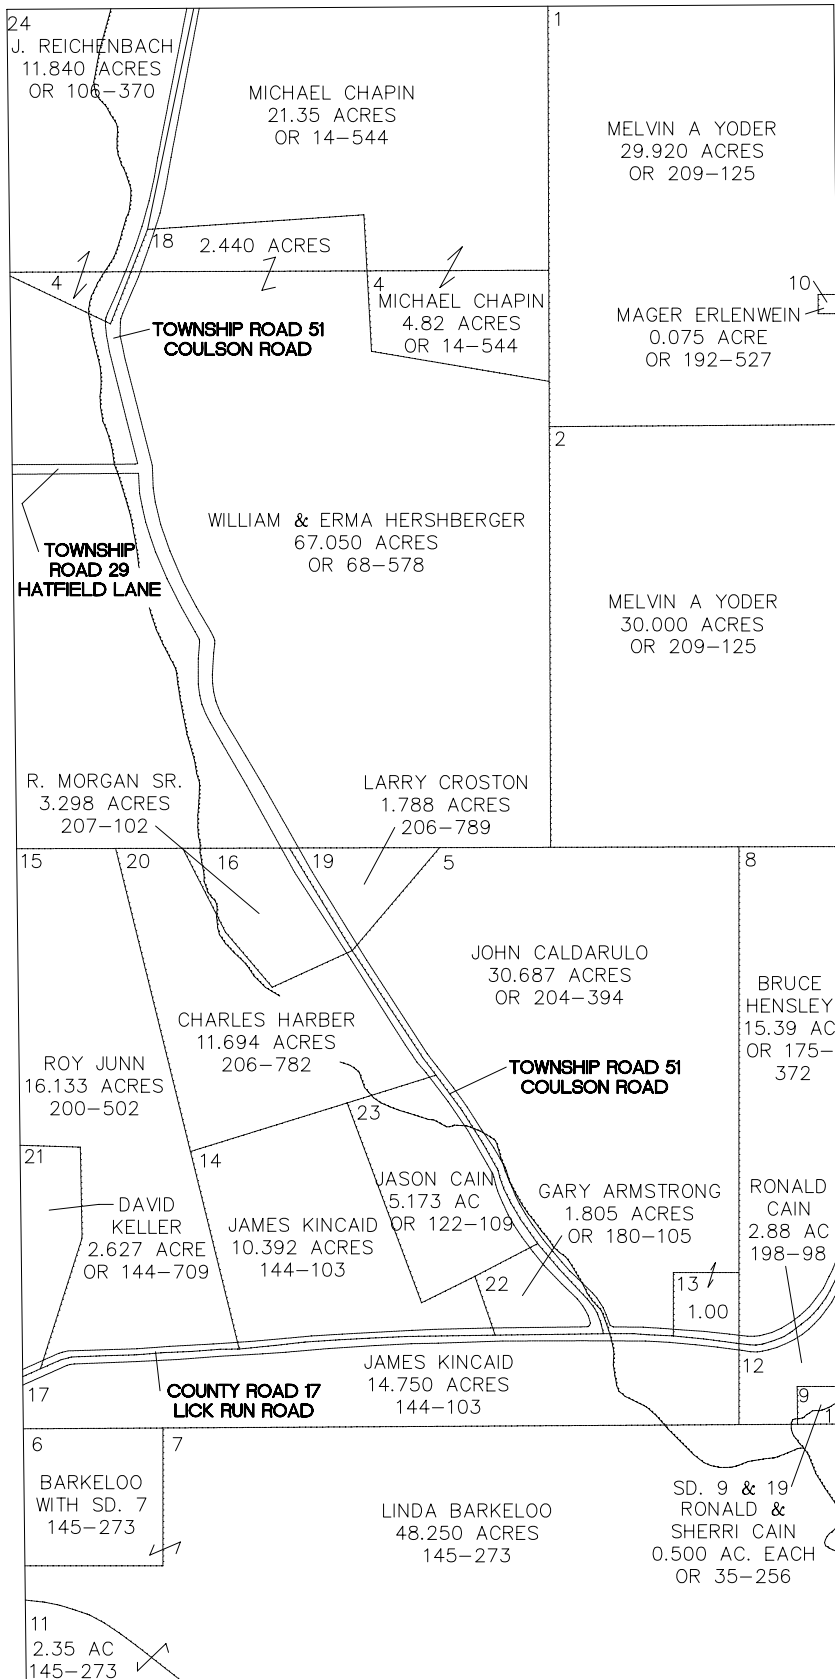 24
J. REICHENBACH
11.840 ACRES
OR 106-370
MICHAEL CHAPIN
21.35 ACRES
OR 14-544
1
MELVIN A YODER
29.920 ACRES
OR 209-125
18
2.440 ACRES
4
4
MICHAEL CHAPIN
4.82 ACRES
OR 14-544
10
MAGER ERLENWEIN
0.075 ACRE
OR 192-527
TOWNSHIP ROAD 51
COULSON ROAD
2
WILLIAM & ERMA HERSHBERGER
67.050 ACRES
OR 68-578
TOWNSHIP
ROAD 29
HATFIELD LANE
MELVIN A YODER
30.000 ACRES
OR 209-125
R. MORGAN SR.
3.298 ACRES
207-102
LARRY CROSTON
1.788 ACRES
206-789
15
20
16
19
5
8
JOHN CALDARULO
30.687 ACRES
OR 204-394
BRUCE
HENSLEY
15.39 AC
OR 175-
372
CHARLES HARBER
11.694 ACRES
206-782
ROY JUNN
16.133 ACRES
200-502
TOWNSHIP ROAD 51
COULSON ROAD
23
21
14
JASON CAIN
5.173 AC
OR 122-109
GARY ARMSTRONG
1.805 ACRES
OR 180-105
RONALD
CAIN
2.88 AC
198-98
DAVID
KELLER
2.627 ACRE
OR 144-709
JAMES KINCAID
10.392 ACRES
144-103
22
13
1.00
12
JAMES KINCAID
14.750 ACRES
144-103
17
COUNTY ROAD 17
LICK RUN ROAD
9
1
6
7
BARKELOO
WITH SD. 7
145-273
LINDA BARKELOO
48.250 ACRES
145-273
SD. 9 & 19
RONALD &
SHERRI CAIN
0.500 AC. EACH
OR 35-256
11
2.35 AC
145-273